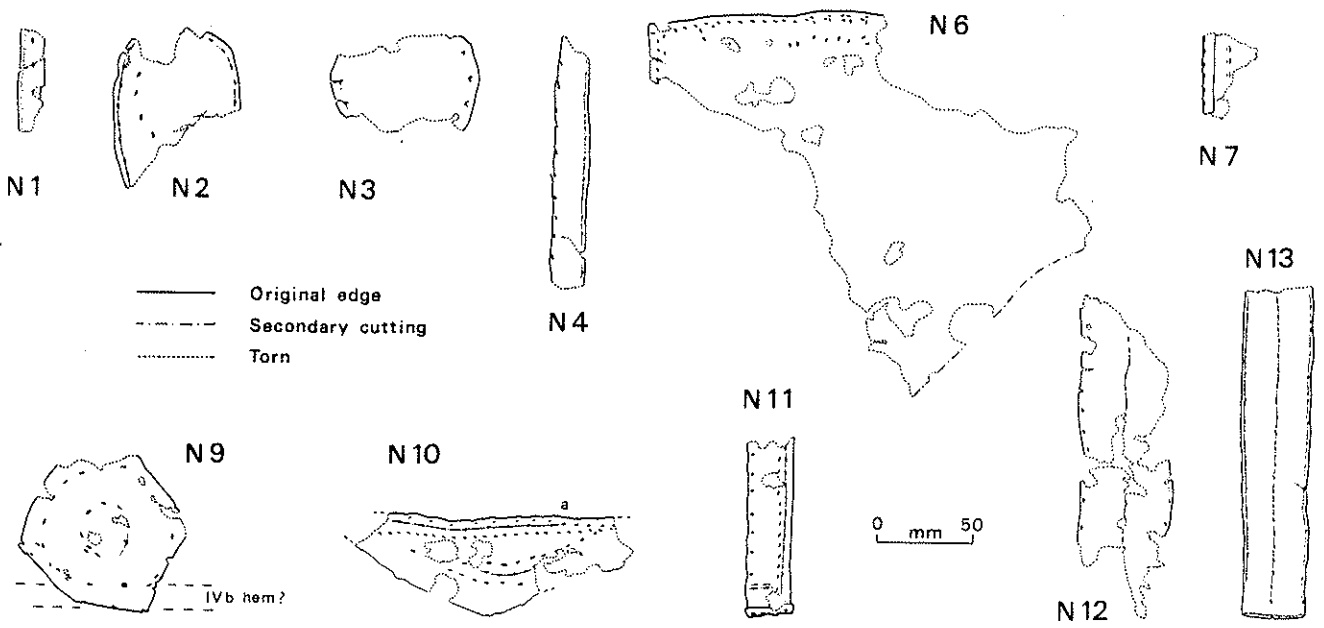 N1
N2
N3
N4
N6
N7
Original edge
Secondary cutting
Torn
N9
N10
a
IVb hem?
N11
0 mm 50
N12
N13